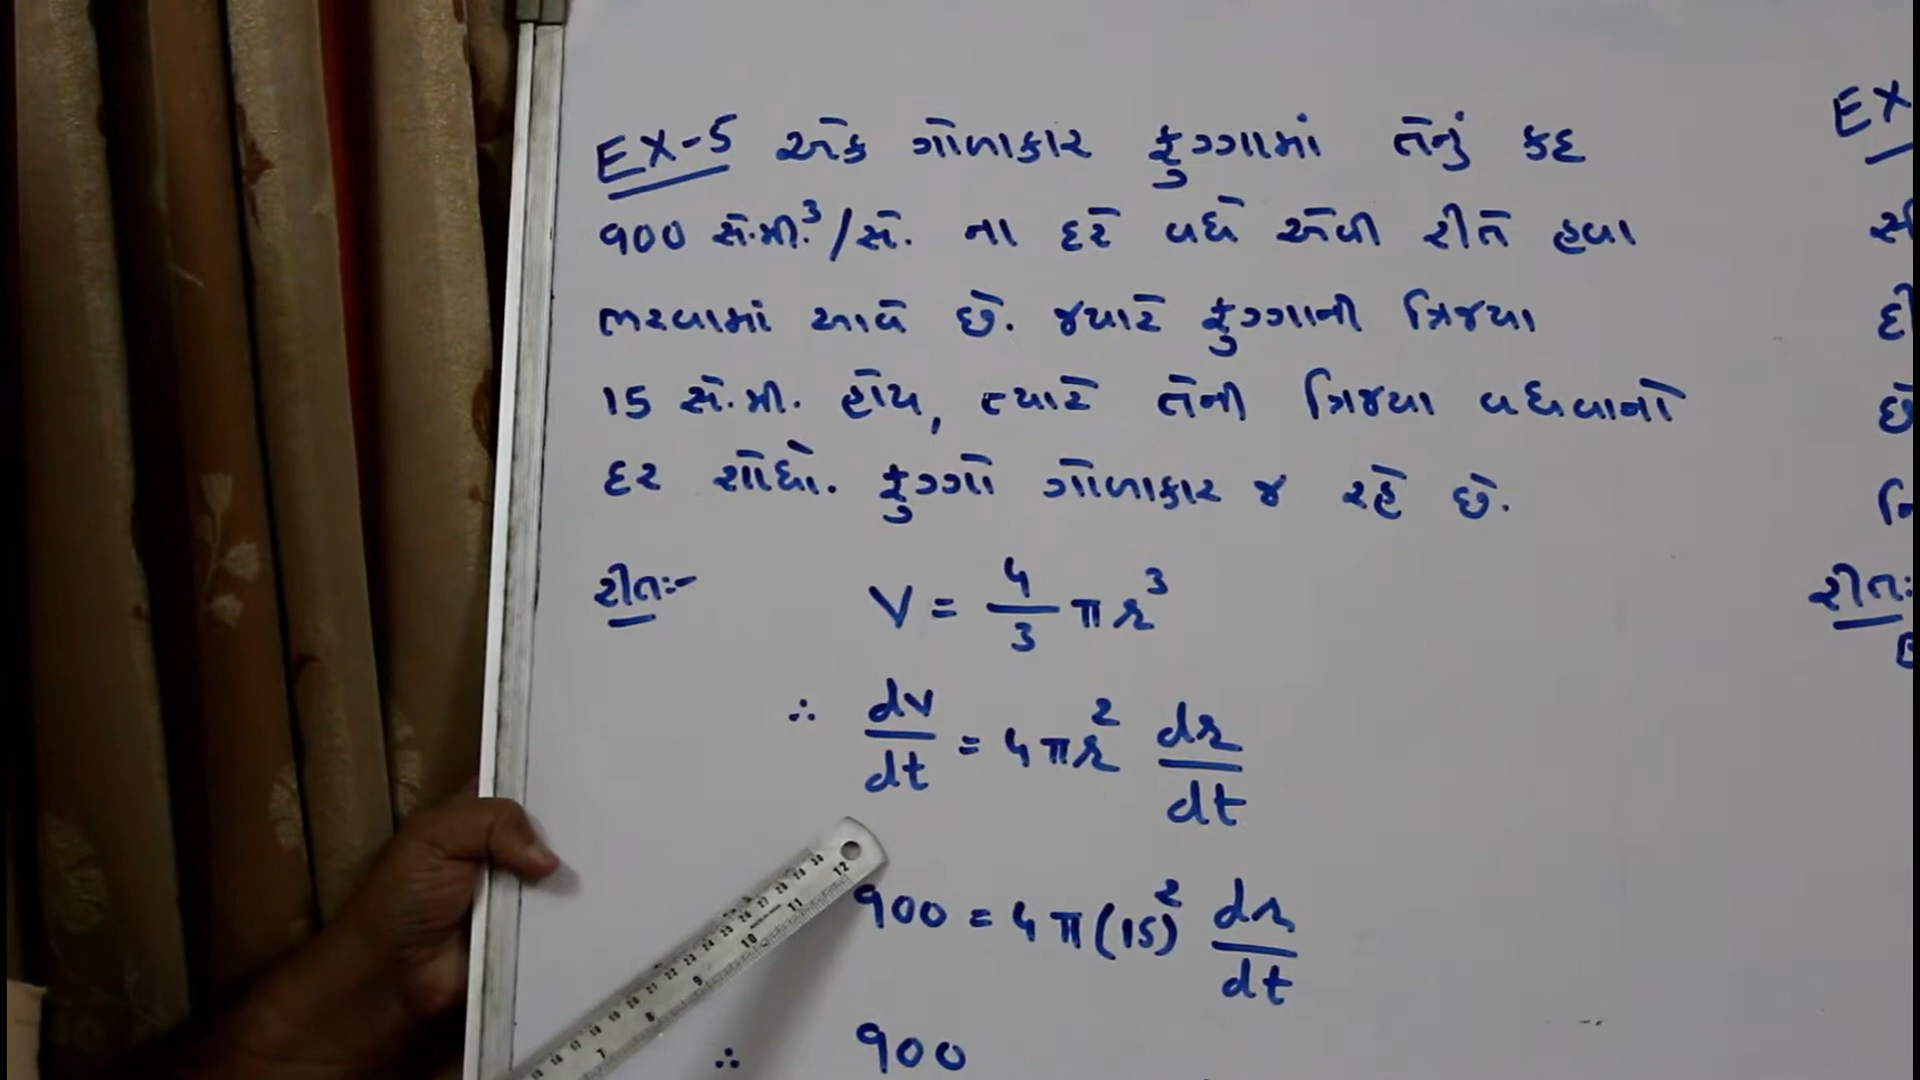 EX-5 એક ગોળાકાર ફુગ્ગામાં તેનું કદ
900 સે.મી.³/સે. ના દરે વધે એવી રીતે હવા
ભરવામાં આવે છે. જ્યારે ફુગ્ગાની ત્રિજ્યા
15 સે.મી. હોય, ત્યારે તેની ત્રિજ્યા વધવાનો
દર શોધો. ફુગ્ગો ગોળાકાર જ રહે છે.
રીત:- V = 4/3 π r³
∴ dv/dt = 4πr² dr/dt
900 = 4π(15)² dr/dt
∴ 900
EX
રીત: